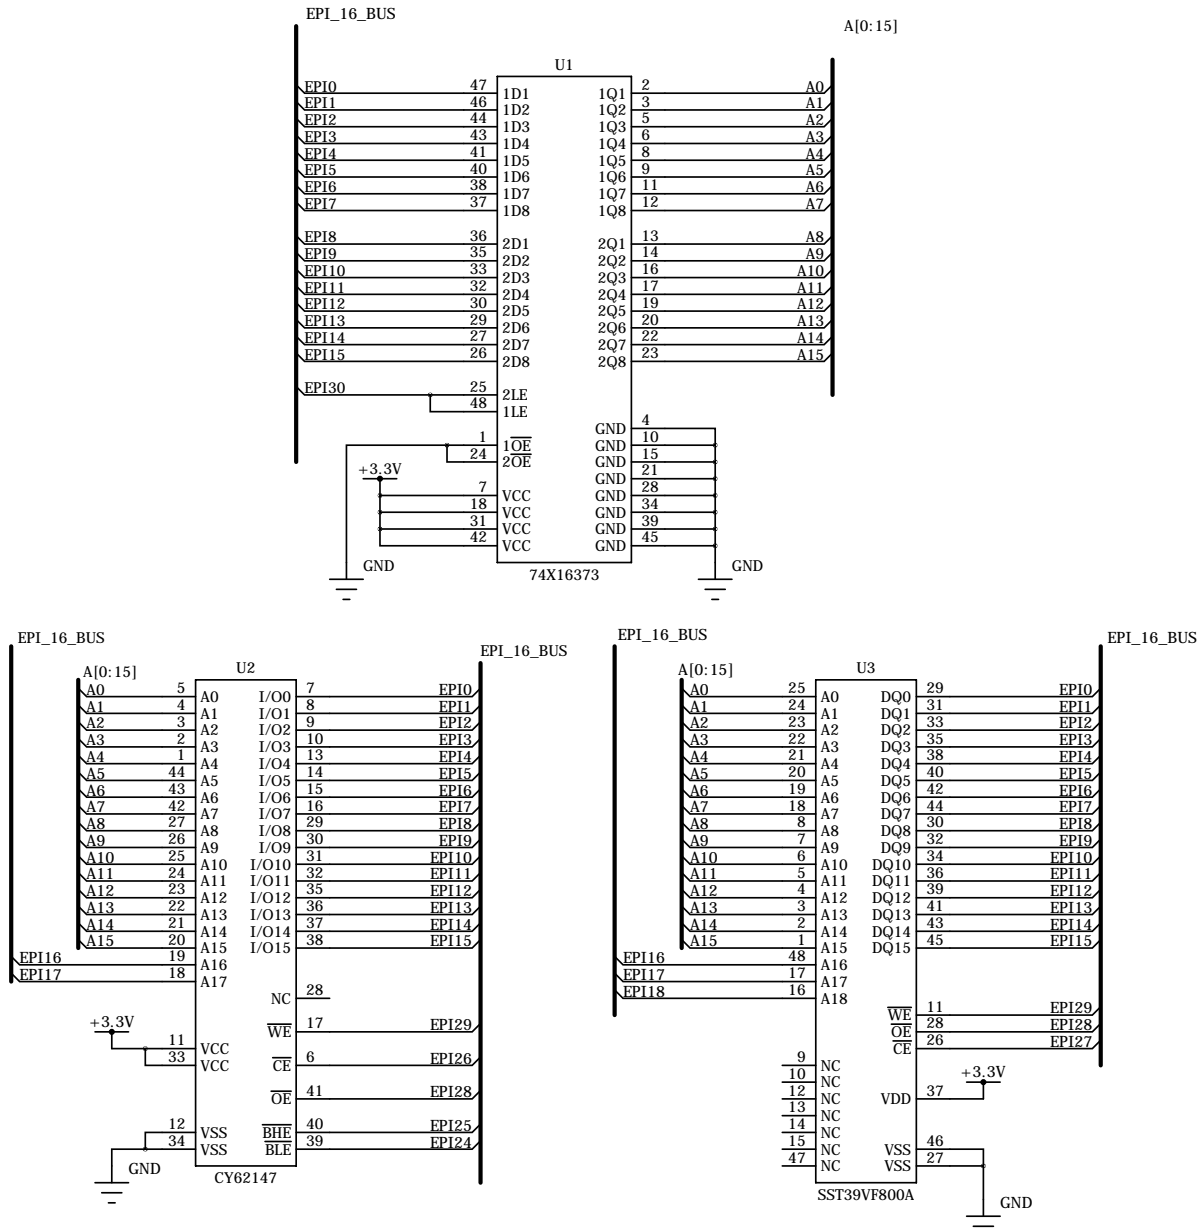 EPI_16_BUS
A[0:15]
U1
EPI0 47 1D1 1Q1 2 A0
EPI1 46 1D2 1Q2 3 A1
EPI2 44 1D3 1Q3 5 A2
EPI3 43 1D4 1Q4 6 A3
EPI4 41 1D5 1Q5 8 A4
EPI5 40 1D6 1Q6 9 A5
EPI6 38 1D7 1Q7 11 A6
EPI7 37 1D8 1Q8 12 A7
EPI8 36 2D1 2Q1 13 A8
EPI9 35 2D2 2Q2 14 A9
EPI10 33 2D3 2Q3 16 A10
EPI11 32 2D4 2Q4 17 A11
EPI12 30 2D5 2Q5 19 A12
EPI13 29 2D6 2Q6 20 A13
EPI14 27 2D7 2Q7 22 A14
EPI15 26 2D8 2Q8 23 A15
EPI30 25 2LE
48 1LE
GND 4
1 1OE GND 10
24 2OE GND 15
+3.3V GND 21
7 VCC GND 28
18 VCC GND 34
31 VCC GND 39
42 VCC GND 45
GND GND
74X16373
EPI_16_BUS
EPI_16_BUS
A[0:15]
U2
A0 5 A0 I/O0 7 EPI0
A1 4 A1 I/O1 8 EPI1
A2 3 A2 I/O2 9 EPI2
A3 2 A3 I/O3 10 EPI3
A4 1 A4 I/O4 13 EPI4
A5 44 A5 I/O5 14 EPI5
A6 43 A6 I/O6 15 EPI6
A7 42 A7 I/O7 16 EPI7
A8 27 A8 I/O8 29 EPI8
A9 26 A9 I/O9 30 EPI9
A10 25 A10 I/O10 31 EPI10
A11 24 A11 I/O11 32 EPI11
A12 23 A12 I/O12 35 EPI12
A13 22 A13 I/O13 36 EPI13
A14 21 A14 I/O14 37 EPI14
A15 20 A15 I/O15 38 EPI15
EPI16 19 A16
EPI17 18 A17
NC 28
+3.3V WE 17 EPI29
11 VCC
33 VCC CE 6 EPI26
OE 41 EPI28
12 VSS BHE 40 EPI25
34 VSS BLE 39 EPI24
GND
CY62147
EPI_16_BUS
EPI_16_BUS
A[0:15]
U3
A0 25 A0 DQ0 29 EPI0
A1 24 A1 DQ1 31 EPI1
A2 23 A2 DQ2 33 EPI2
A3 22 A3 DQ3 35 EPI3
A4 21 A4 DQ4 38 EPI4
A5 20 A5 DQ5 40 EPI5
A6 19 A6 DQ6 42 EPI6
A7 18 A7 DQ7 44 EPI7
A8 8 A8 DQ8 30 EPI8
A9 7 A9 DQ9 32 EPI9
A10 6 A10 DQ10 34 EPI10
A11 5 A11 DQ11 36 EPI11
A12 4 A12 DQ12 39 EPI12
A13 3 A13 DQ13 41 EPI13
A14 2 A14 DQ14 43 EPI14
A15 1 A15 DQ15 45 EPI15
EPI16 48 A16
EPI17 17 A17
EPI18 16 A18
WE 11 EPI29
OE 28 EPI28
CE 26 EPI27
9 NC
10 NC +3.3V
12 NC VDD 37
13 NC
14 NC
15 NC VSS 46
47 NC VSS 27
SST39VF800A
GND